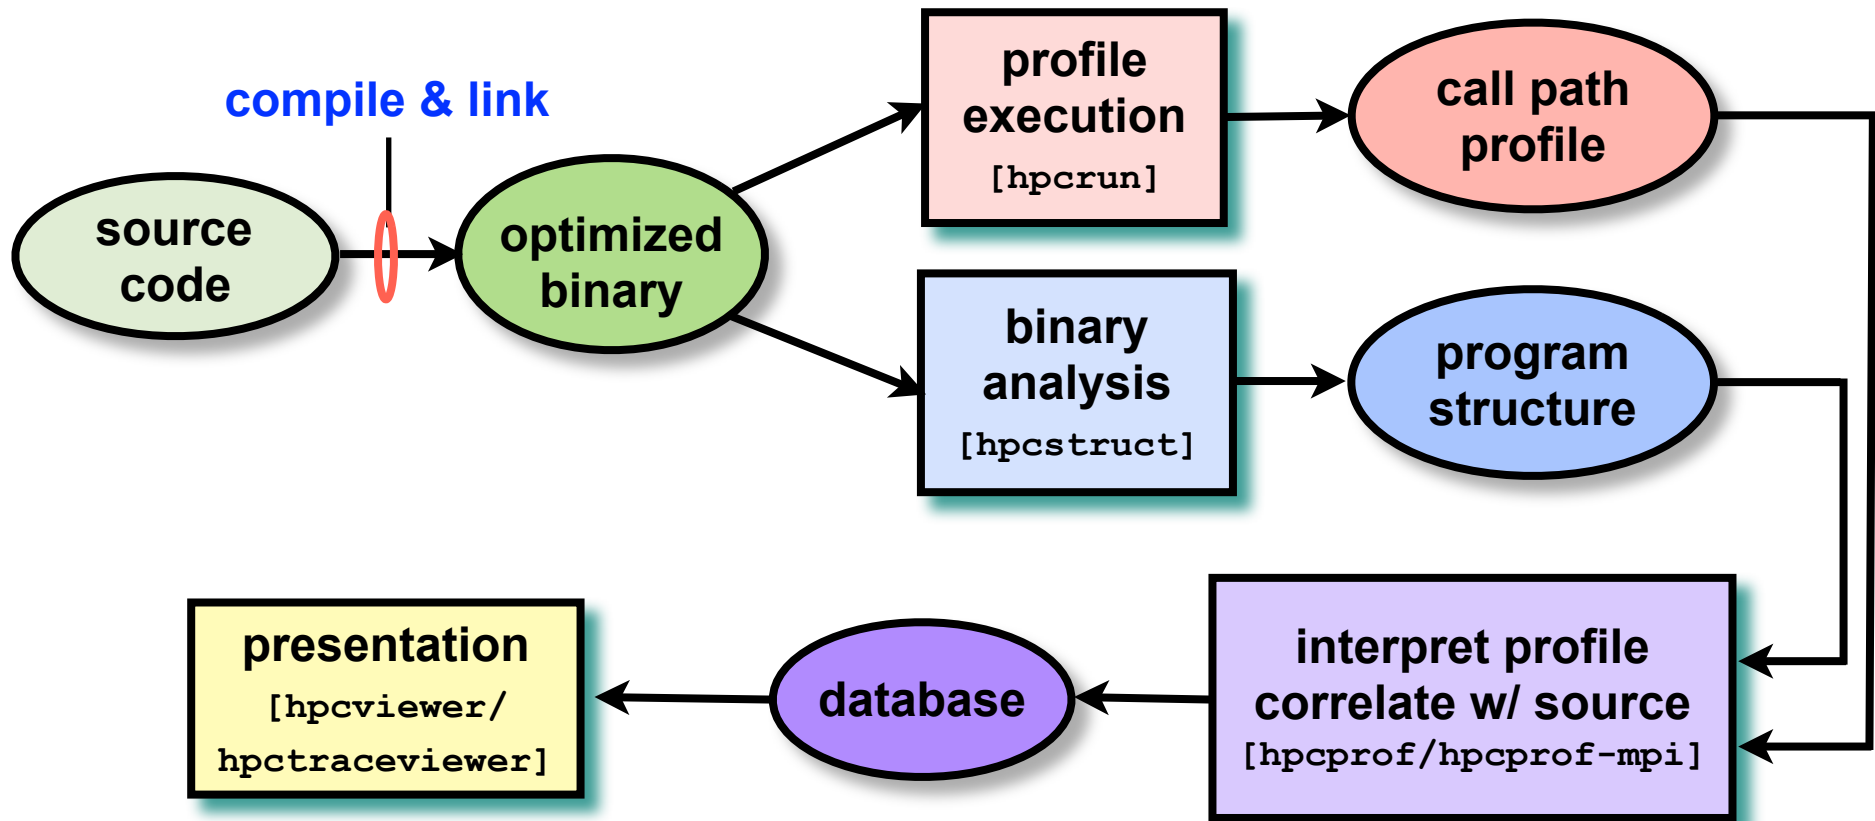 compile & link
source
code
optimized
binary
profile
execution
[hpcrun]
call path
profile
binary
analysis
[hpcstruct]
program
structure
interpret profile
correlate w/ source
[hpcprof/hpcprof-mpi]
database
presentation
[hpcviewer/
hpctraceviewer]